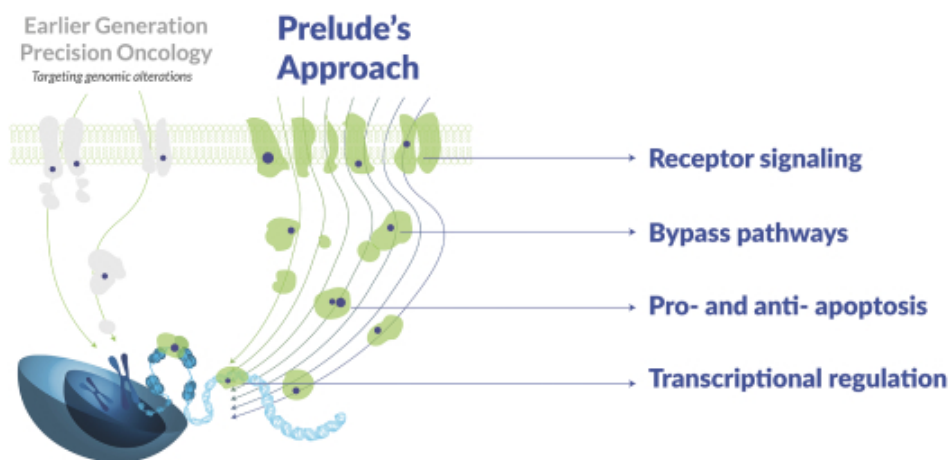 Earlier Generation
Precision Oncology
Targeting genomic alterations
Prelude's
Approach
Receptor signaling
Bypass pathways
Pro- and anti- apoptosis
Transcriptional regulation